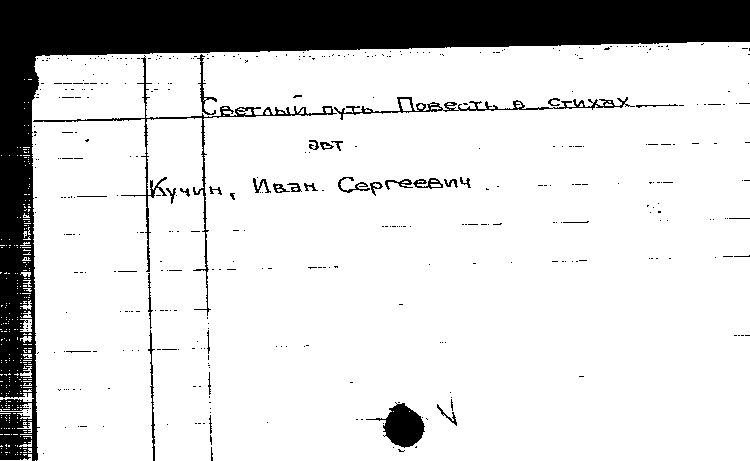 Светлый путь Повесть в стихах
авт
Кучин, Иван Сергеевич